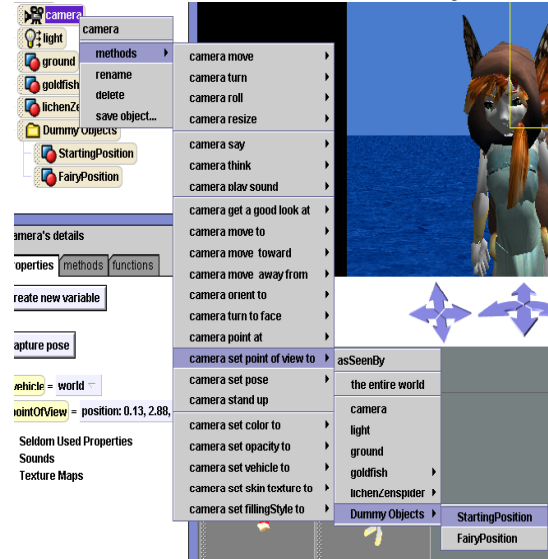 camera
light
ground
goldfish
lichenZe
Dummy Objects
StartingPosition
FairyPosition
camera
methods
rename
delete
save object...
camera move
camera turn
camera roll
camera resize
camera say
camera think
camera play sound
camera get a good look at
camera move to
camera move toward
camera move away from
camera orient to
camera turn to face
camera point at
camera set point of view to
camera set pose
camera stand up
camera set color to
camera set opacity to
camera set vehicle to
camera set skin texture to
camera set fillingStyle to
asSeenBy
the entire world
camera
light
ground
goldfish
lichenZenspider
Dummy Objects
StartingPosition
FairyPosition
amera's details
roperties methods functions
reate new variable
apture pose
vehicle = world
ointOfView = position: 0.13, 2.88,
Seldom Used Properties
Sounds
Texture Maps